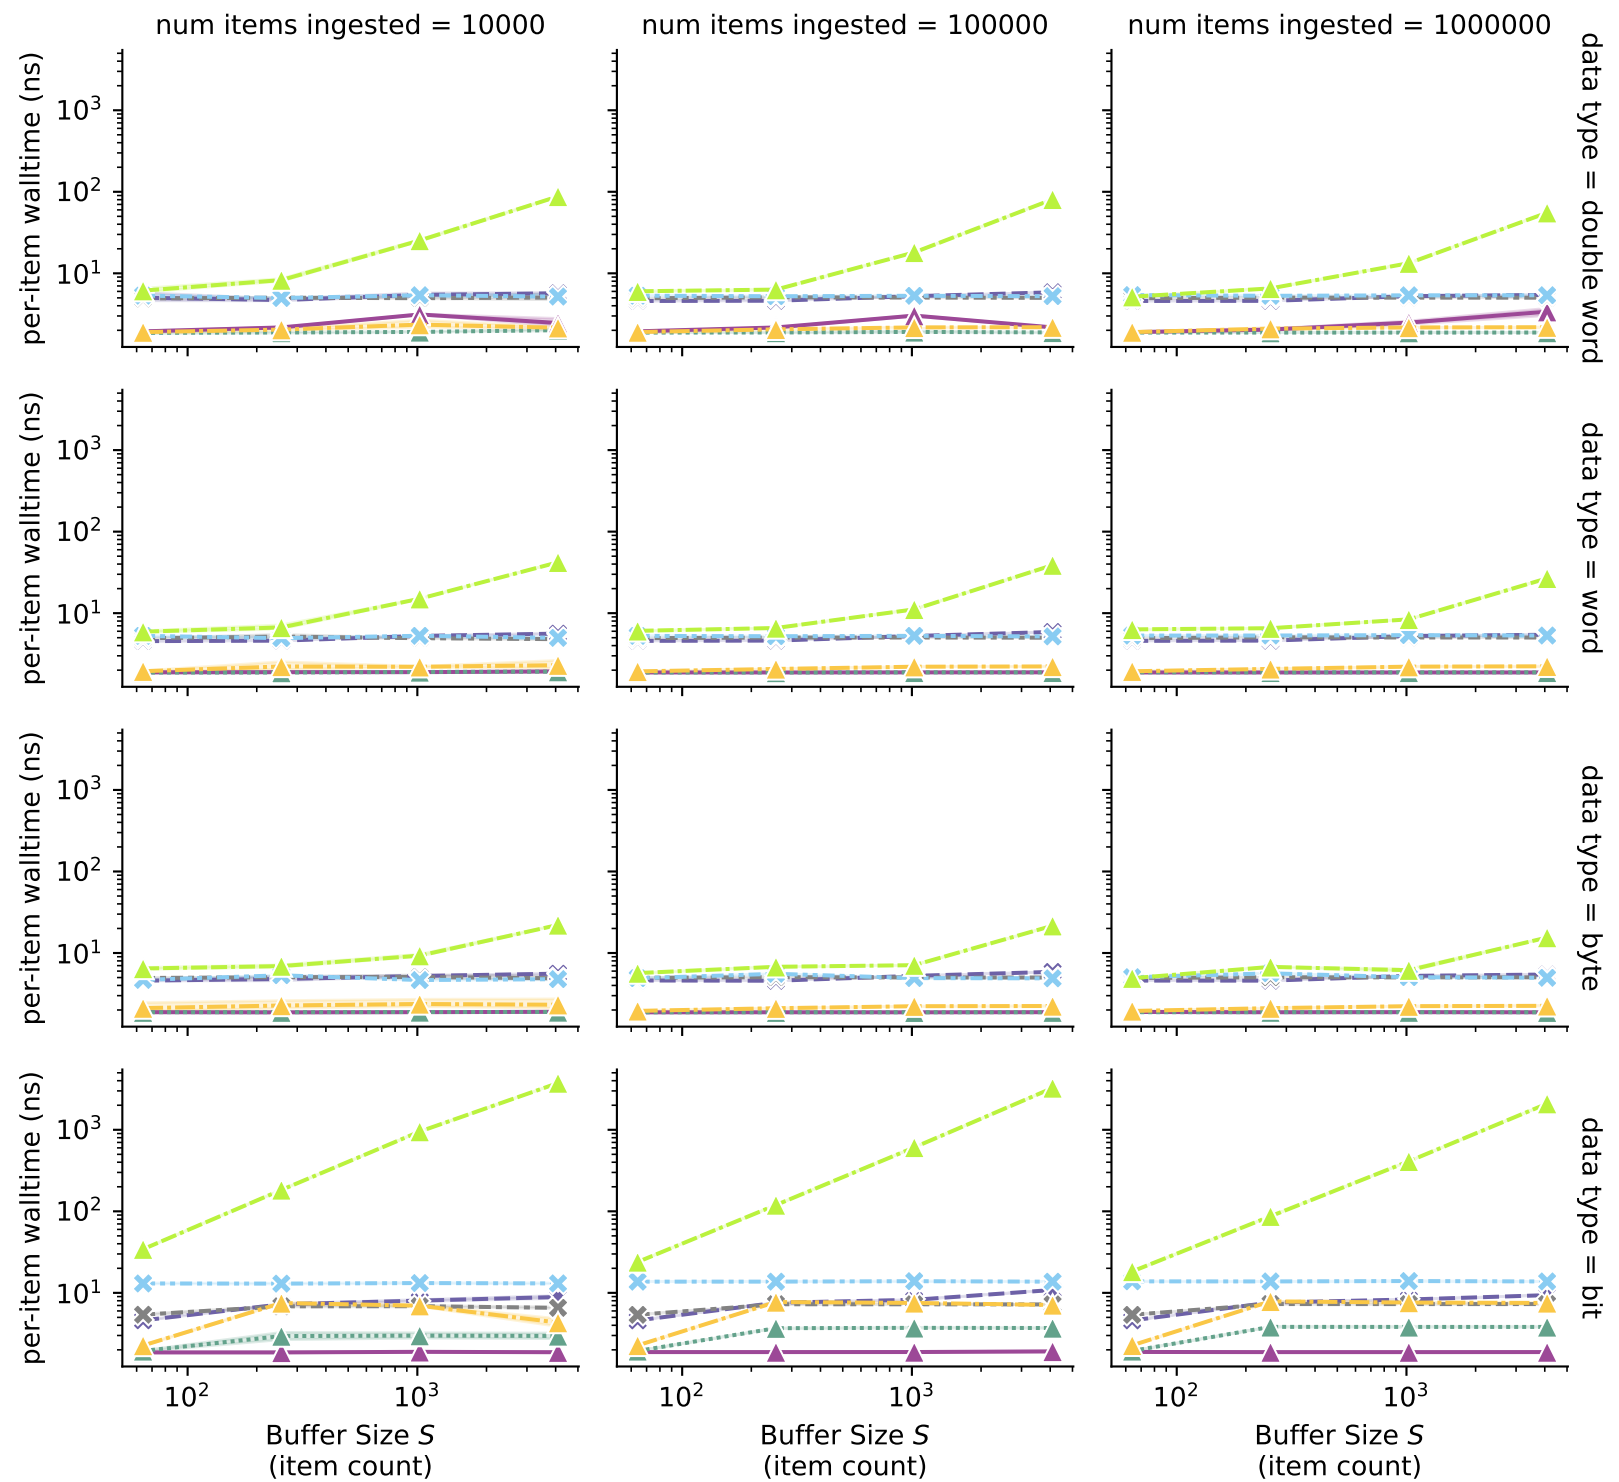 num items ingested = 10000
num items ingested = 100000
num items ingested = 1000000
per-item walltime (ns)
10³
10²
10¹
data type = double word
per-item walltime (ns)
10³
10²
10¹
data type = word
per-item walltime (ns)
10³
10²
10¹
data type = byte
per-item walltime (ns)
10³
10²
10¹
data type = bit
10² 10³
10² 10³
10² 10³
Buffer Size S
(item count)
Buffer Size S
(item count)
Buffer Size S
(item count)